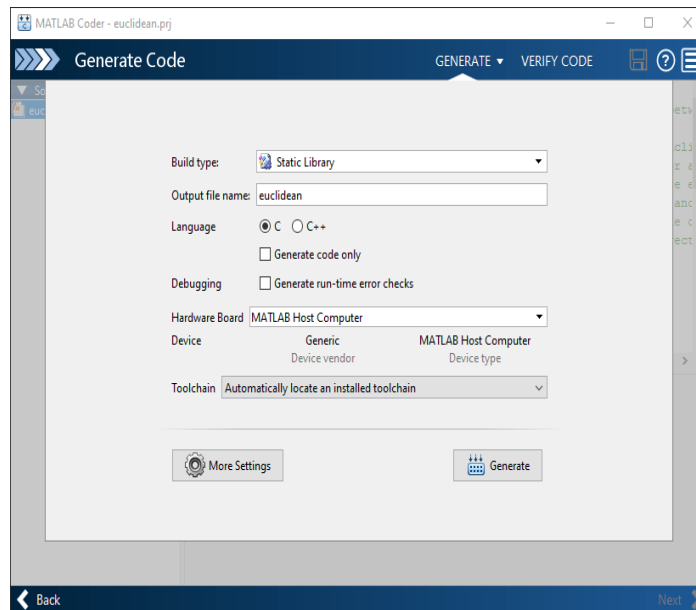 MATLAB Coder - euclidean.prj
Generate Code
GENERATE
VERIFY CODE
So
euc
Build type:
Static Library
Output file name:
euclidean
Language
C
C++
Generate code only
Debugging
Generate run-time error checks
Hardware Board
MATLAB Host Computer
Device
Generic
MATLAB Host Computer
Device vendor
Device type
Toolchain
Automatically locate an installed toolchain
More Settings
Generate
Back
Next